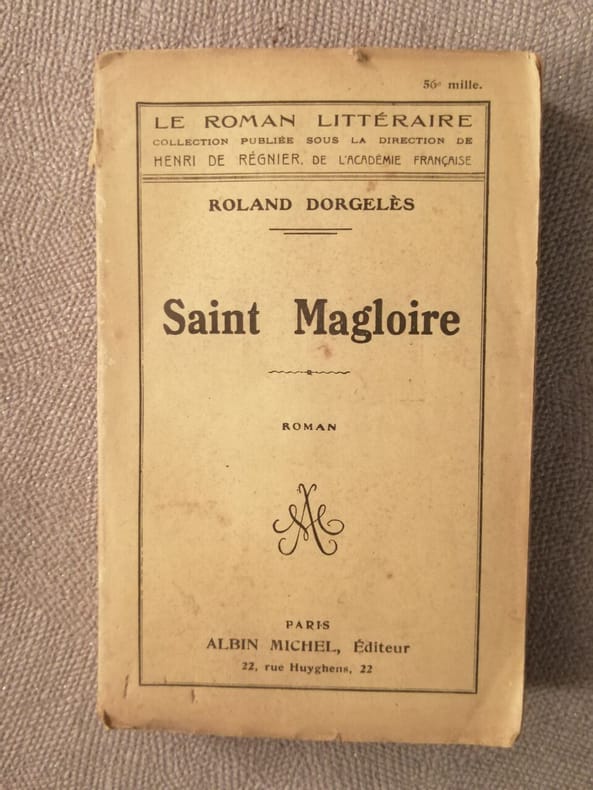 56e mille.
LE ROMAN LITTÉRAIRE
COLLECTION PUBLIÉE SOUS LA DIRECTION DE
HENRI DE RÉGNIER, DE L'ACADÉMIE FRANÇAISE
ROLAND DORGELÈS
Saint Magloire
ROMAN
PARIS
ALBIN MICHEL, Éditeur
22, rue Huyghens, 22